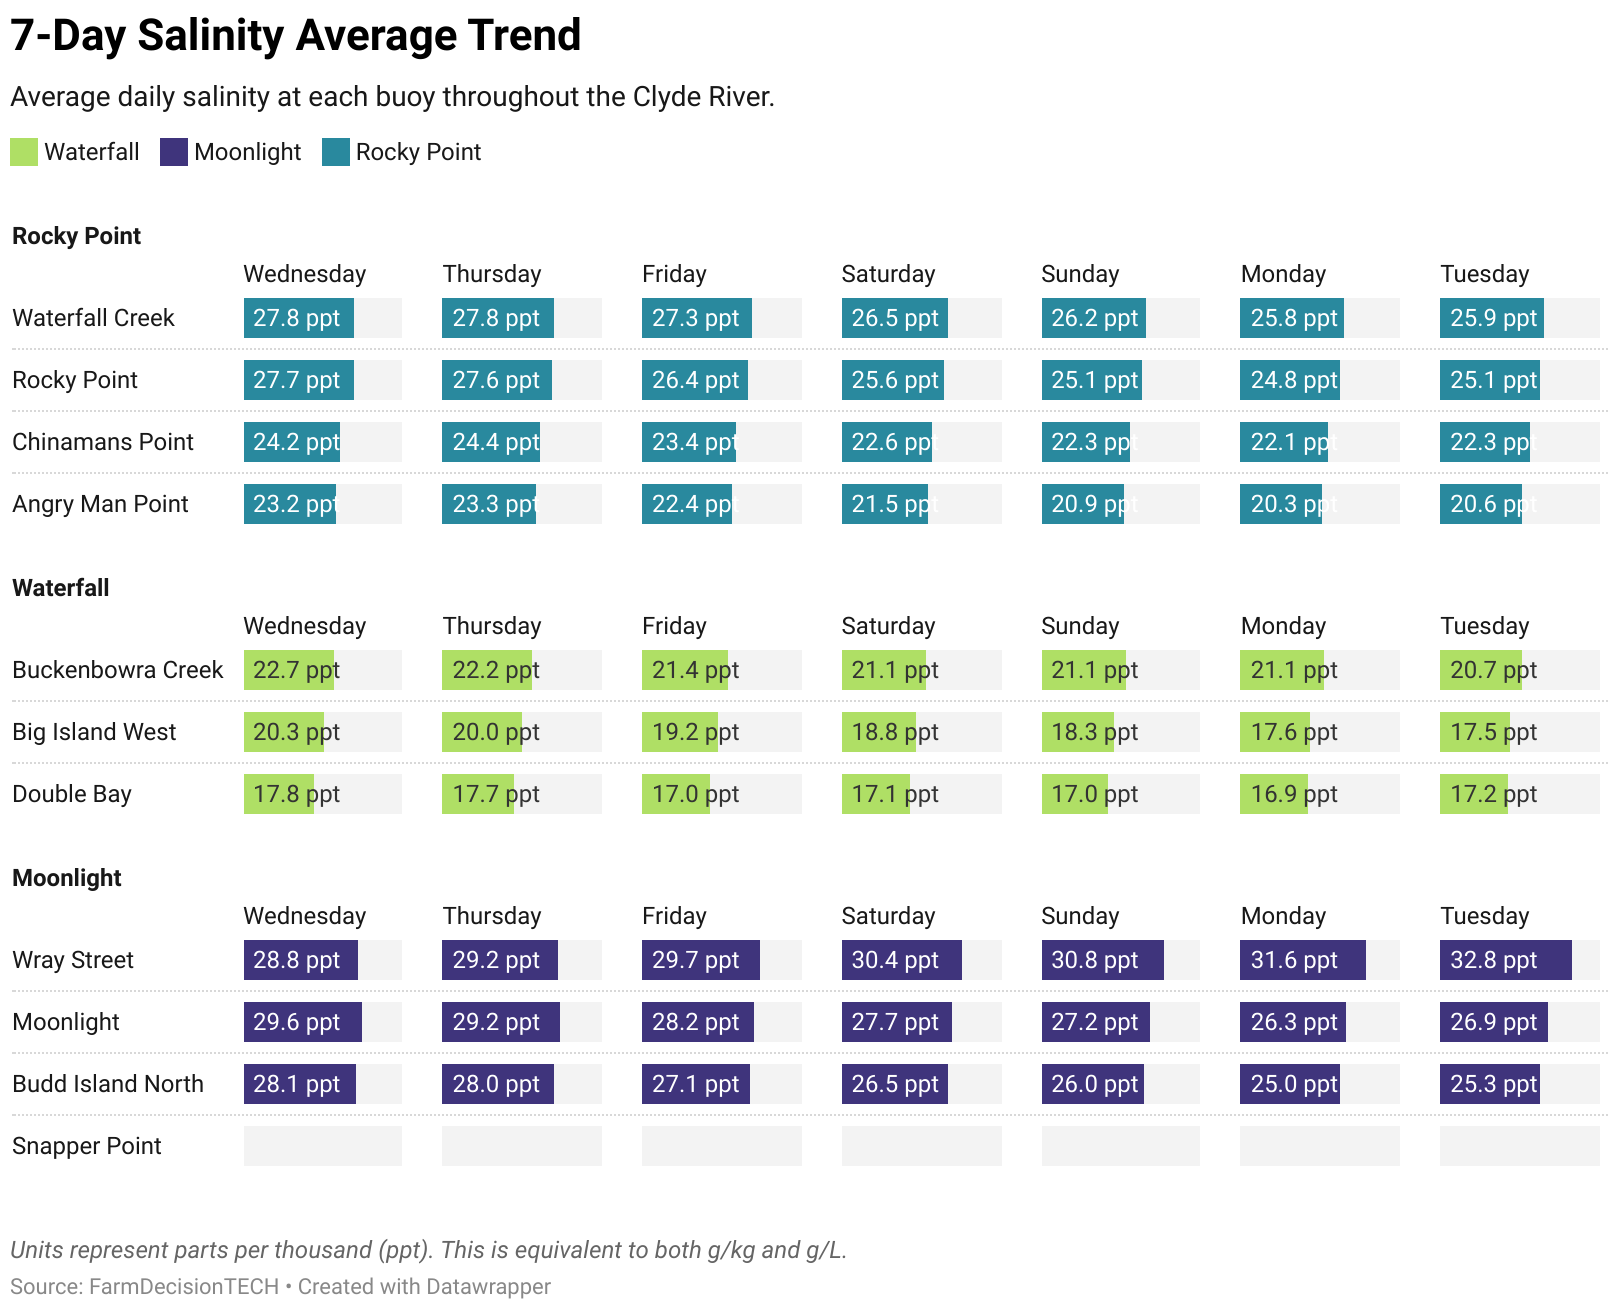 7-Day Salinity Average Trend
Average daily salinity at each buoy throughout the Clyde River.
Waterfall Moonlight Rocky Point
Rocky Point
Wednesday Thursday Friday Saturday Sunday Monday Tuesday
Waterfall Creek 27.8 ppt 27.8 ppt 27.3 ppt 26.5 ppt 26.2 ppt 25.8 ppt 25.9 ppt
Rocky Point 27.7 ppt 27.6 ppt 26.4 ppt 25.6 ppt 25.1 ppt 24.8 ppt 25.1 ppt
Chinamans Point 24.2 ppt 24.4 ppt 23.4 ppt 22.6 ppt 22.3 ppt 22.1 ppt 22.3 ppt
Angry Man Point 23.2 ppt 23.3 ppt 22.4 ppt 21.5 ppt 20.9 ppt 20.3 ppt 20.6 ppt
Waterfall
Wednesday Thursday Friday Saturday Sunday Monday Tuesday
Buckenbowra Creek 22.7 ppt 22.2 ppt 21.4 ppt 21.1 ppt 21.1 ppt 21.1 ppt 20.7 ppt
Big Island West 20.3 ppt 20.0 ppt 19.2 ppt 18.8 ppt 18.3 ppt 17.6 ppt 17.5 ppt
Double Bay 17.8 ppt 17.7 ppt 17.0 ppt 17.1 ppt 17.0 ppt 16.9 ppt 17.2 ppt
Moonlight
Wednesday Thursday Friday Saturday Sunday Monday Tuesday
Wray Street 28.8 ppt 29.2 ppt 29.7 ppt 30.4 ppt 30.8 ppt 31.6 ppt 32.8 ppt
Moonlight 29.6 ppt 29.2 ppt 28.2 ppt 27.7 ppt 27.2 ppt 26.3 ppt 26.9 ppt
Budd Island North 28.1 ppt 28.0 ppt 27.1 ppt 26.5 ppt 26.0 ppt 25.0 ppt 25.3 ppt
Snapper Point
Units represent parts per thousand (ppt). This is equivalent to both g/kg and g/L.
Source: FarmDecisionTECH • Created with Datawrapper